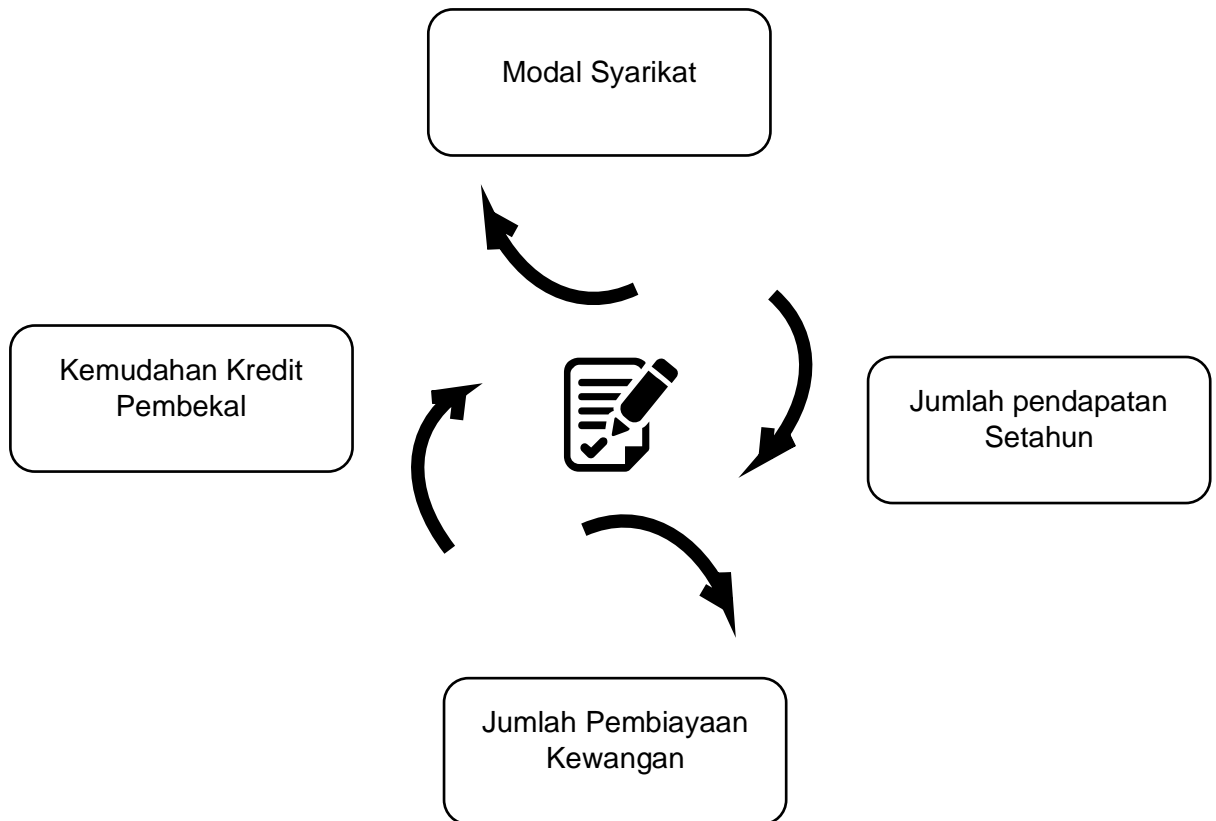 Modal Syarikat
Kemudahan Kredit
Pembekal
Jumlah pendapatan
Setahun
Jumlah Pembiayaan
Kewangan